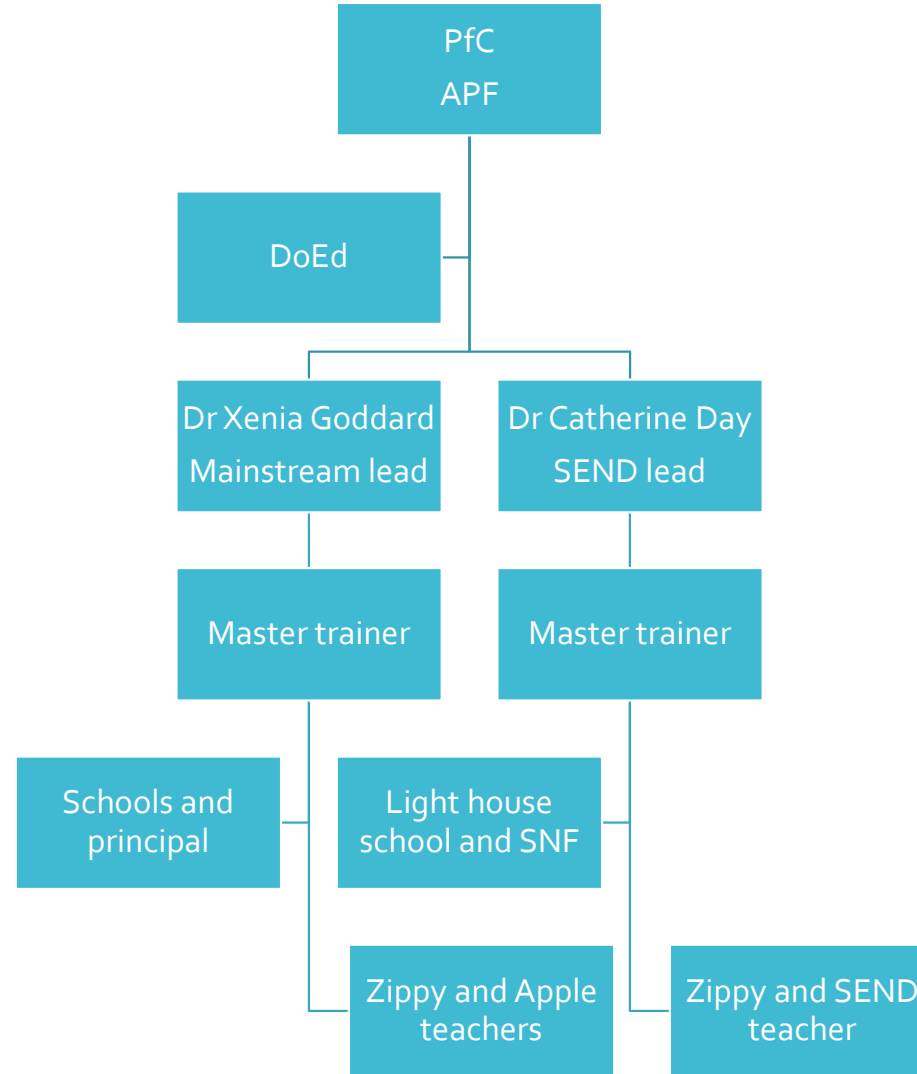 PfC
APF
DoEd
Dr Xenia Goddard
Mainstream lead
Dr Catherine Day
SEND lead
Master trainer
Master trainer
Schools and
principal
Light house
school and SNF
Zippy and Apple
teachers
Zippy and SEND
teacher